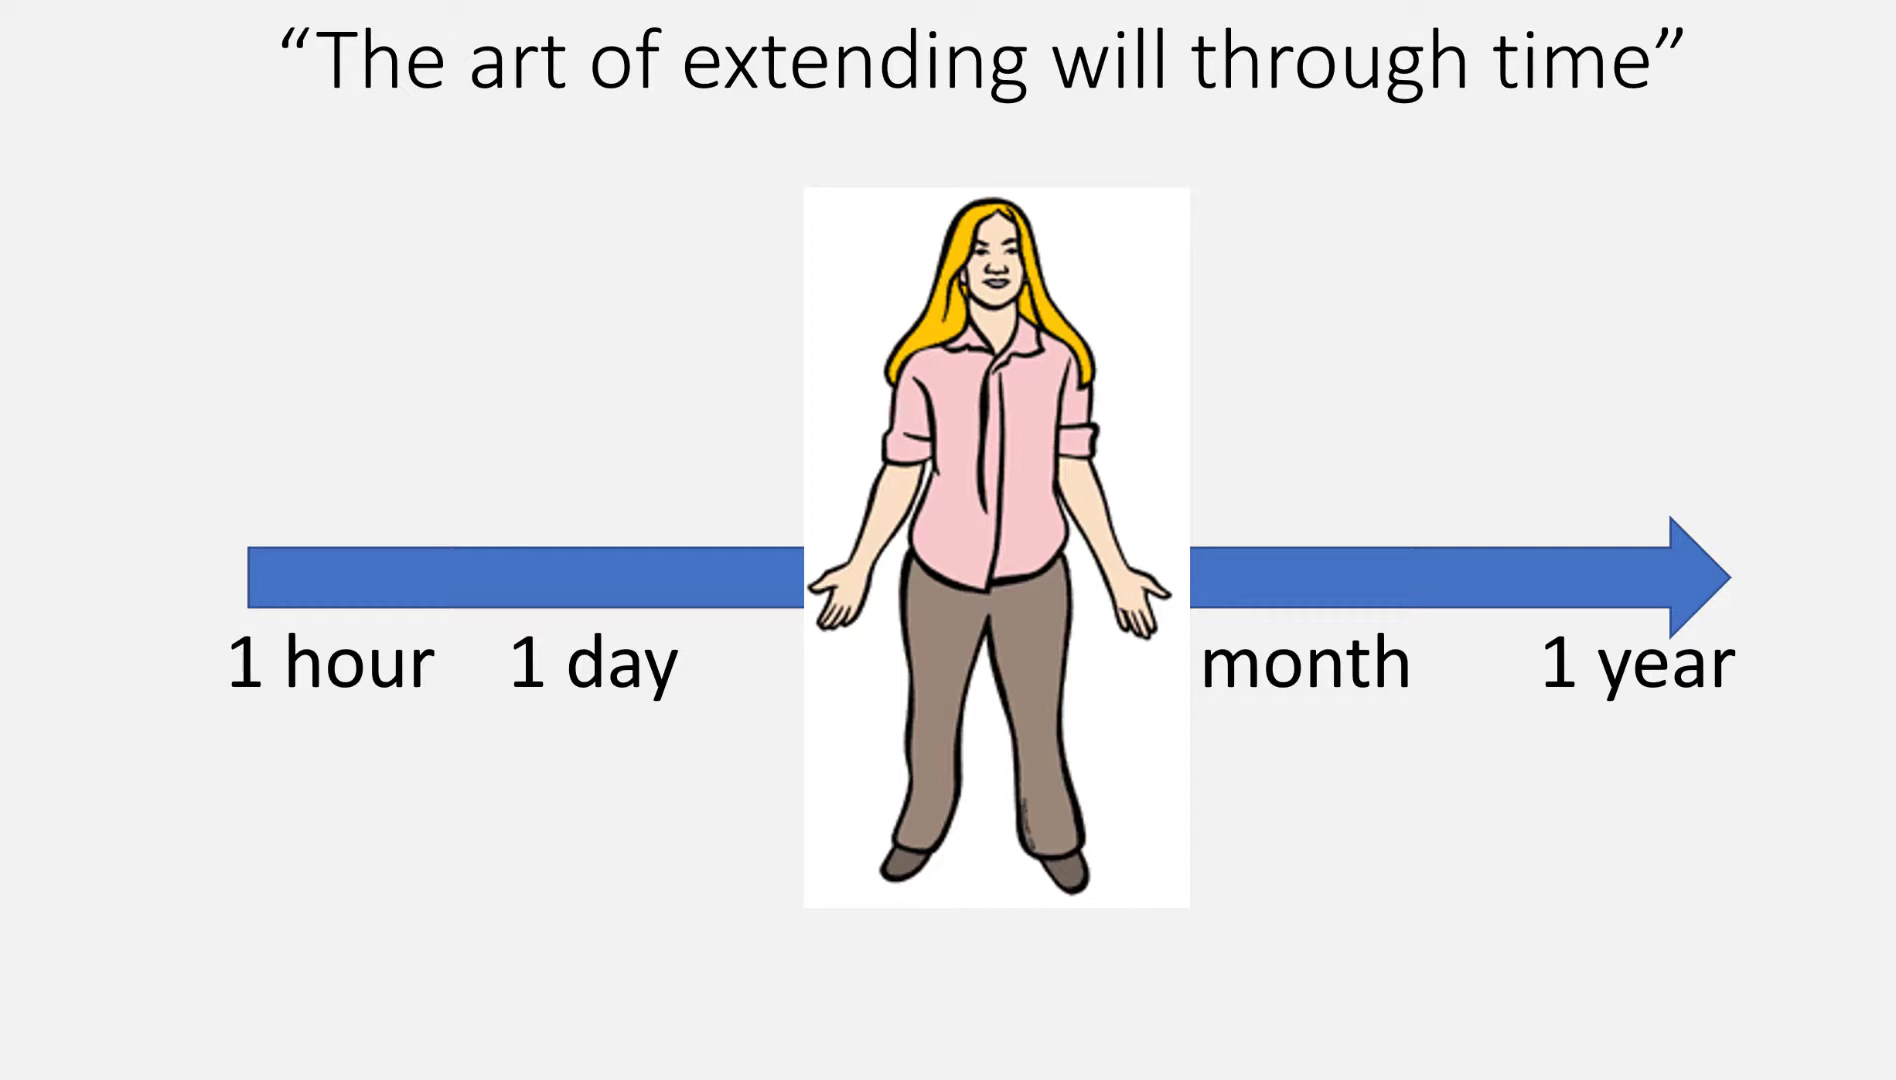 “The art of extending will through time”
1 hour 1 day month 1 year